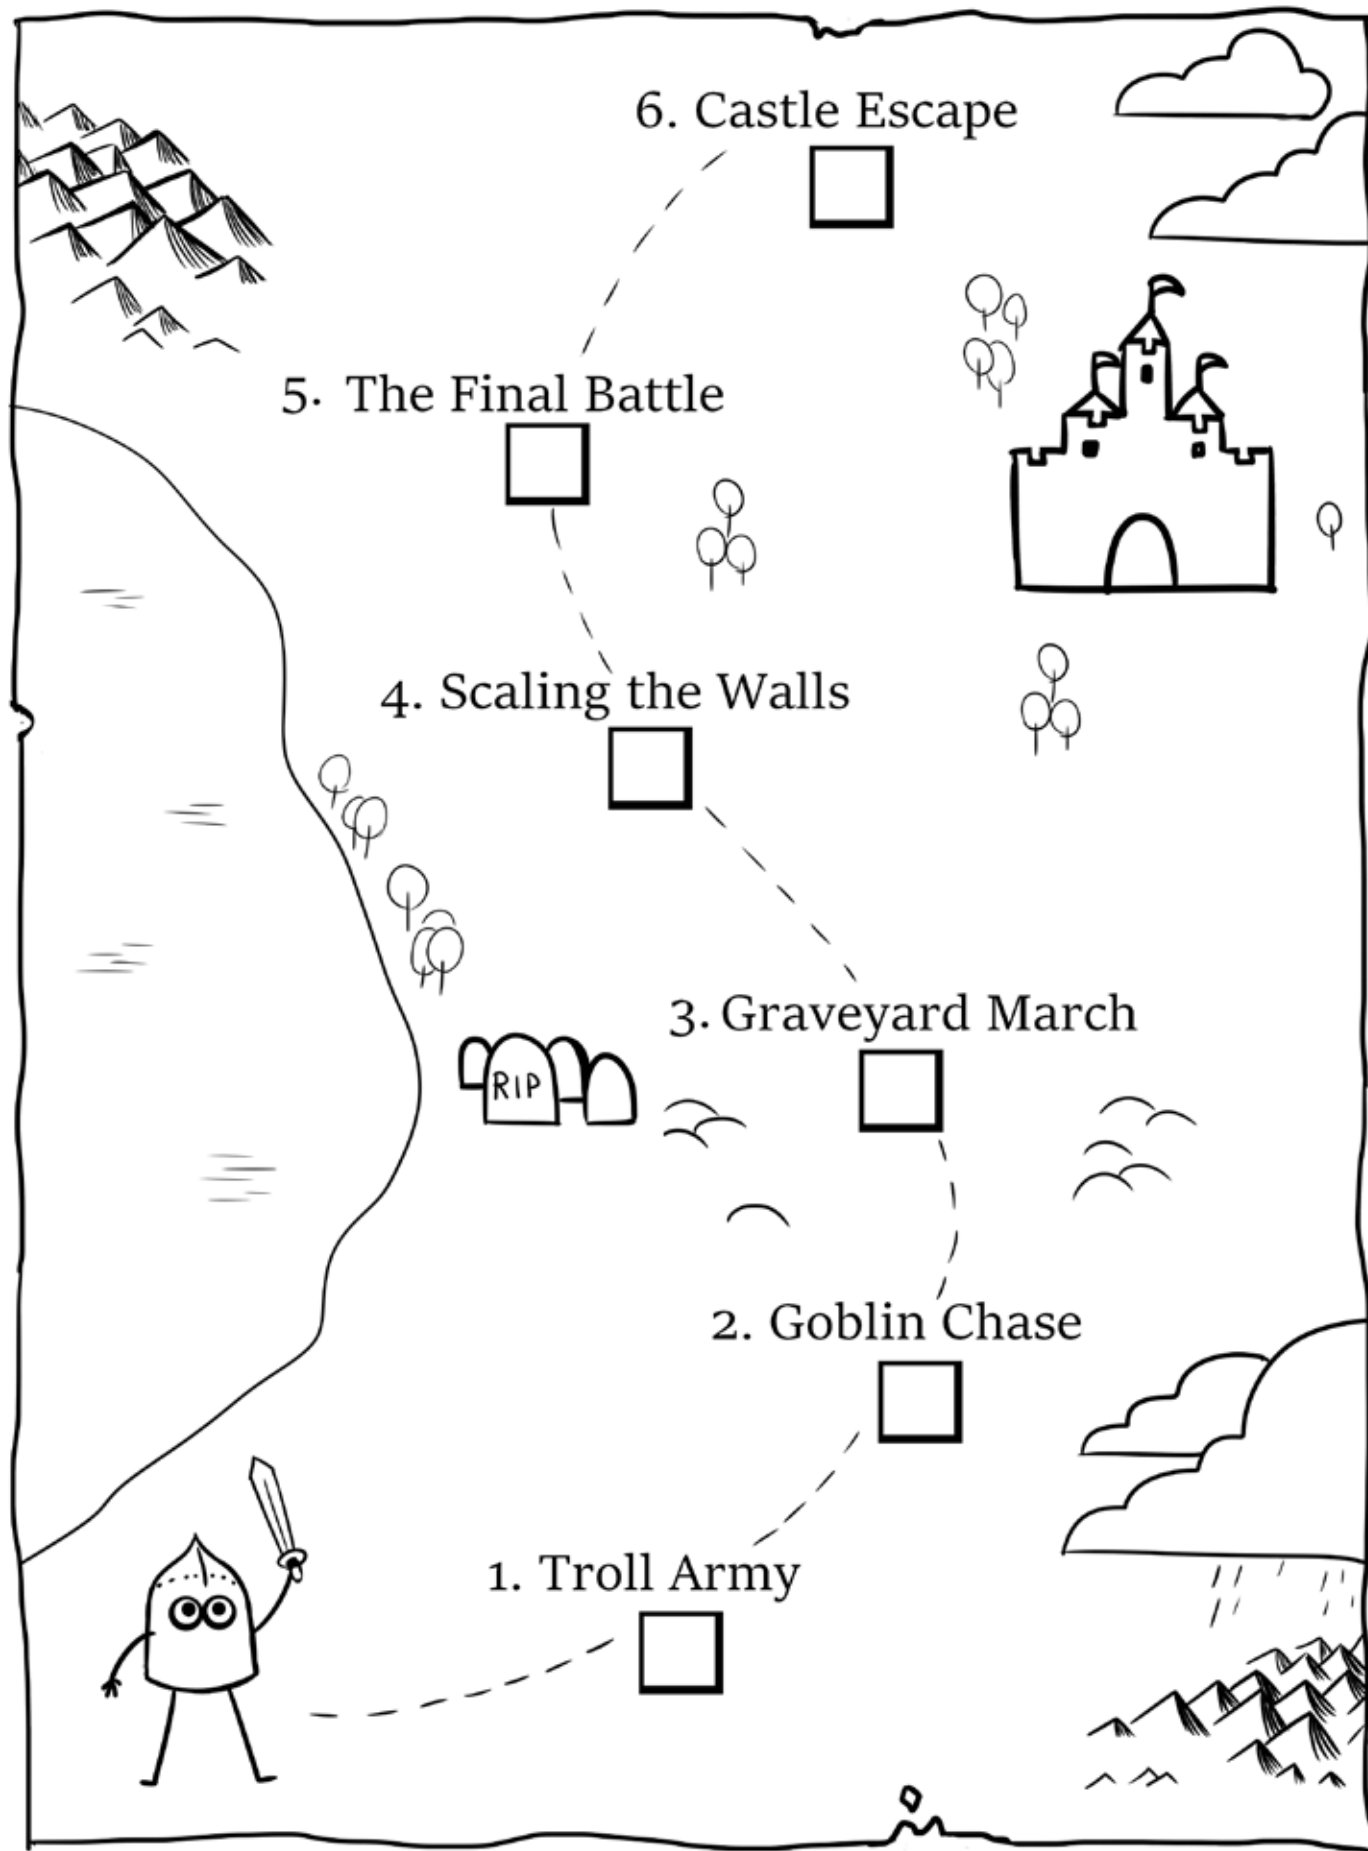 6. Castle Escape
5. The Final Battle
4. Scaling the Walls
3. Graveyard March
RIP
2. Goblin Chase
1. Troll Army